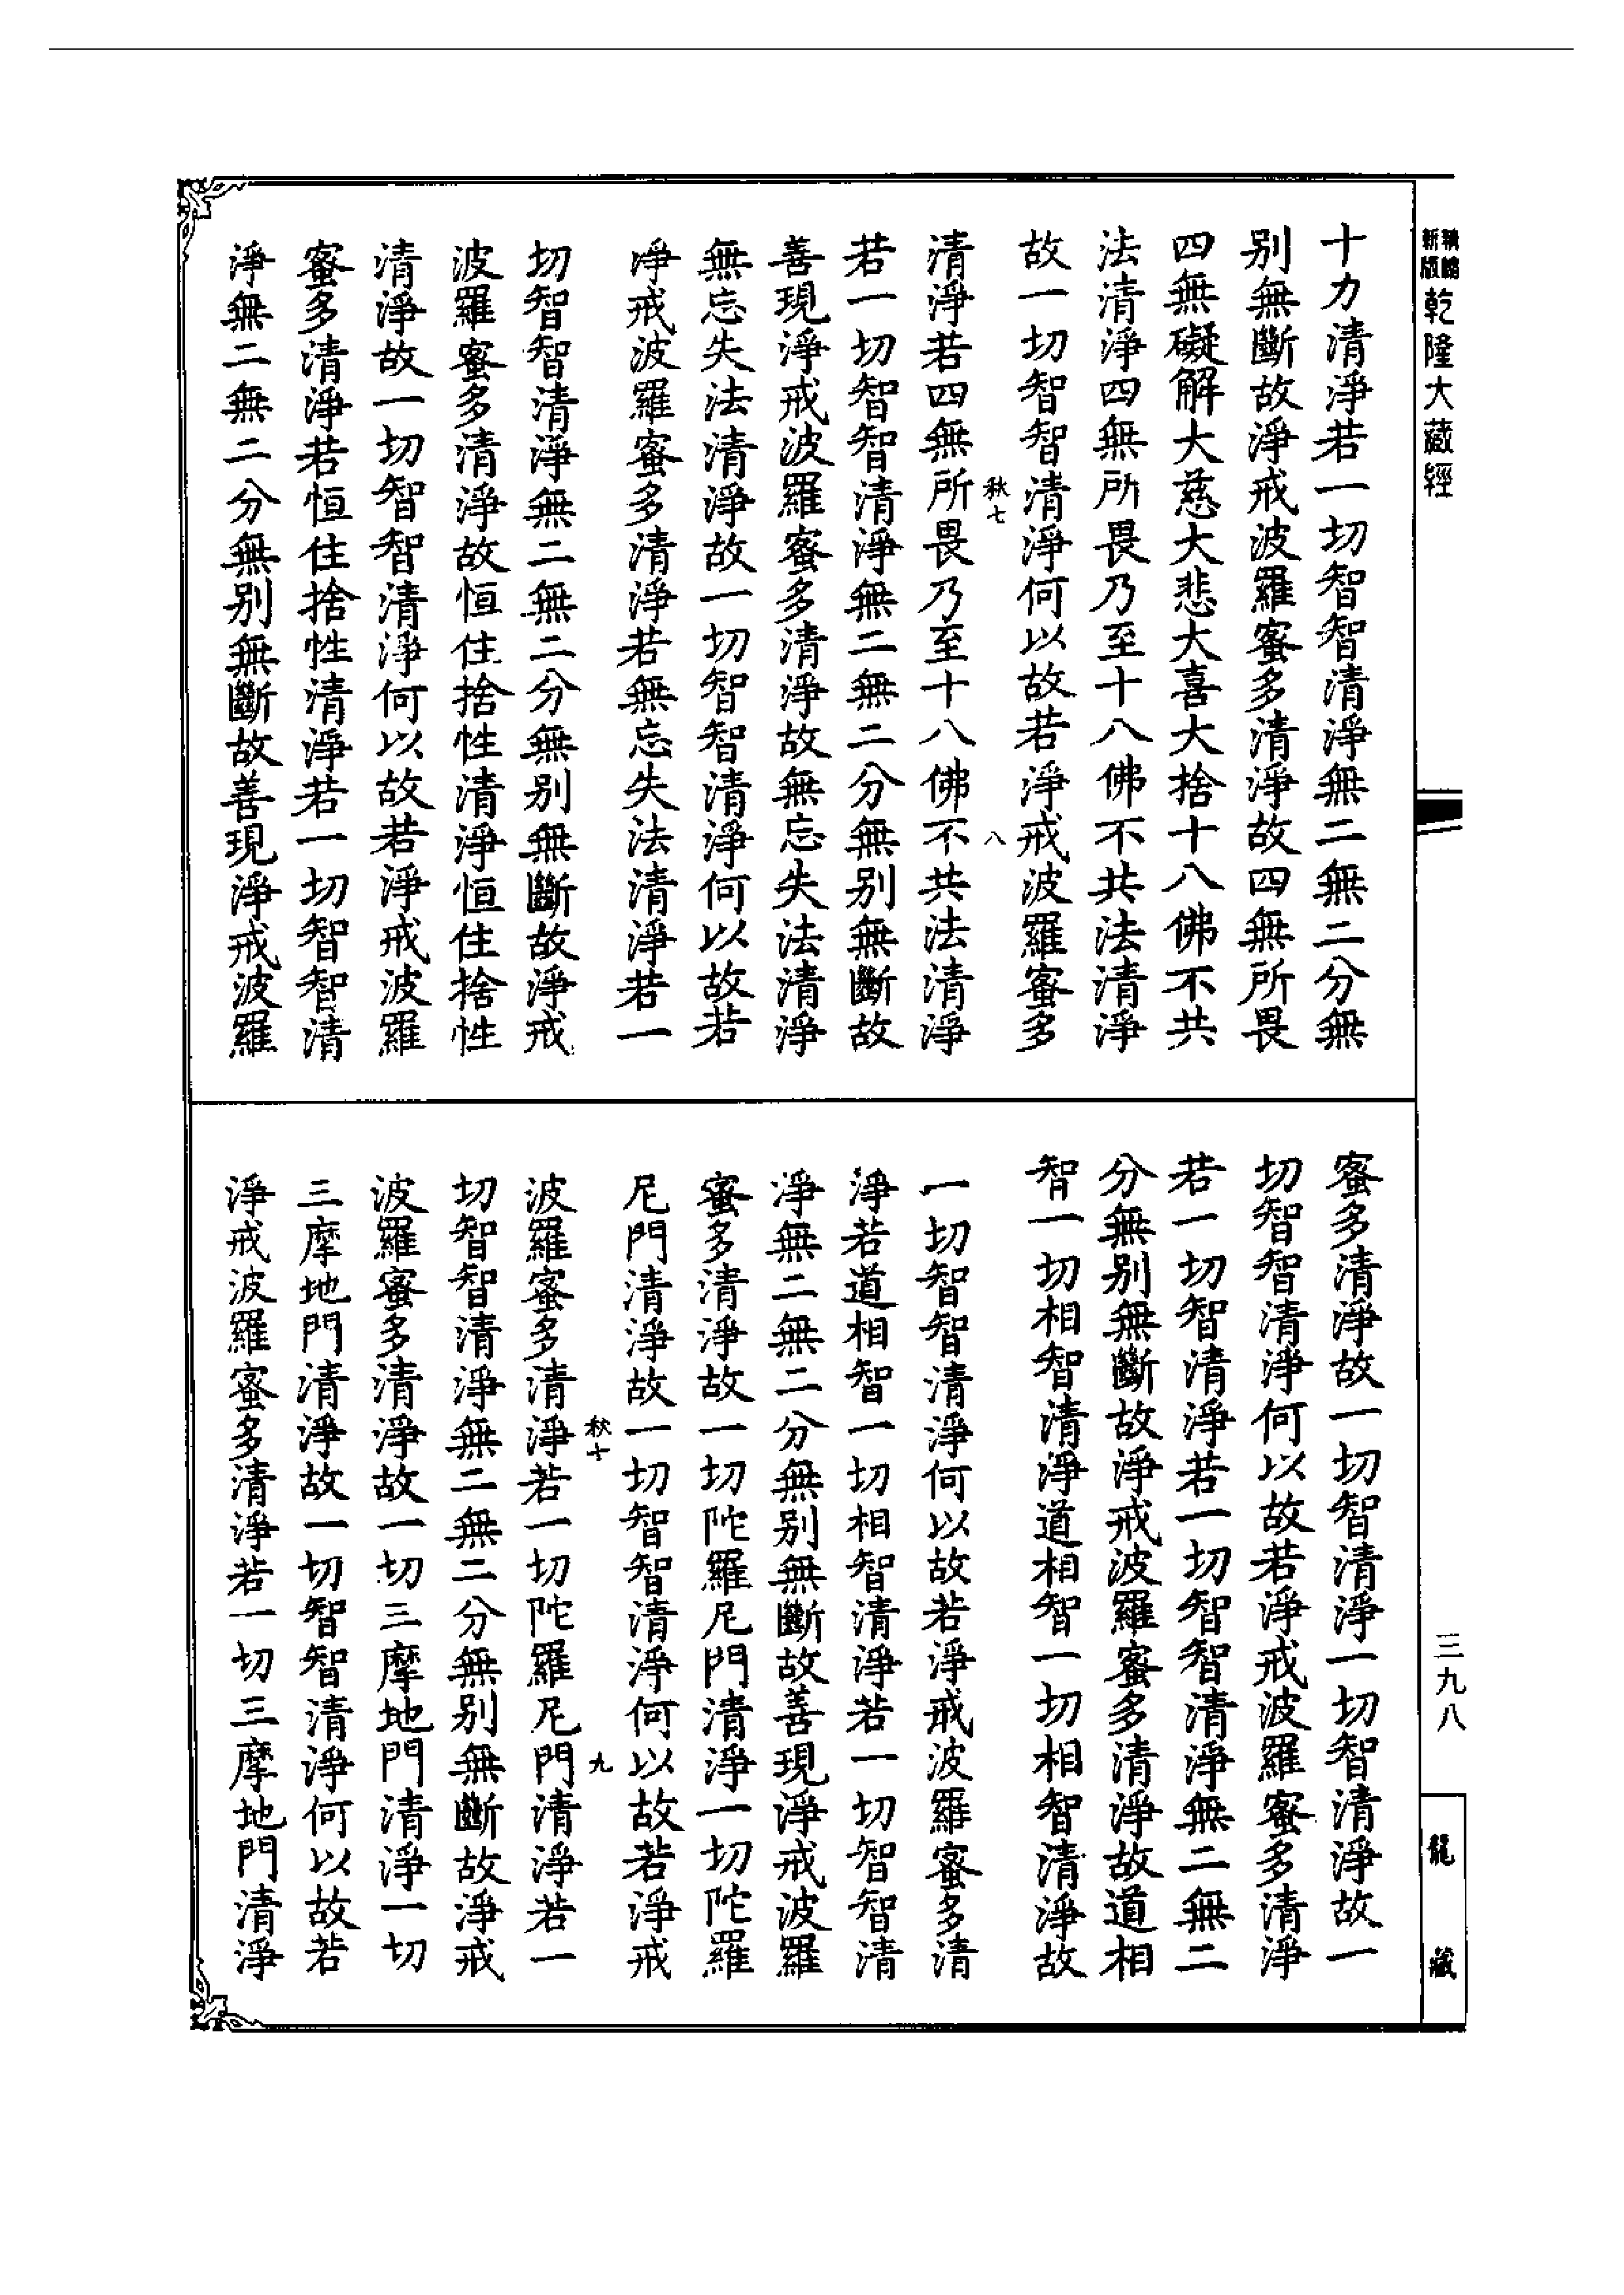 新版乾隆大藏經
十力清淨若一切智智清淨無二無二分無
别無斷故淨戒波羅蜜多清淨故四無所畏
四無礙解大慈大悲大喜大捨十八佛不共
法清淨四無所畏乃至十八佛不共法清淨
故一切智智清淨何以故若淨戒波羅蜜多
秋七
八
清淨若四無所畏乃至十八佛不共法清淨
若一切智智清淨無二無二分無别無斷故
善現淨戒波羅蜜多清淨故無忘失法清淨
無忘失法清淨故一切智智清淨何以故若
淨戒波羅蜜多清淨若無忘失法清淨若一
切智智清淨無二無二分無别無斷故淨戒
波羅蜜多清淨故恒住捨性清淨恒住捨性
清淨故一切智智清淨何以故若淨戒波羅
蜜多清淨若恒住捨性清淨若一切智智清
淨無二無二分無别無斷故善現淨戒波羅
蜜多清淨故一切智清淨一切智清淨故一
切智智清淨何以故若淨戒波羅蜜多清淨
若一切智清淨若一切智智清淨無二無二
分無别無斷故淨戒波羅蜜多清淨故道相
智一切相智清淨道相智一切相智清淨故
一切智智清淨何以故若淨戒波羅蜜多清
淨若道相智一切相智清淨若一切智智清
淨無二無二分無别無斷故善現淨戒波羅
蜜多清淨故一切陀羅尼門清淨一切陀羅
尼門清淨故一切智智清淨何以故若淨戒
秋十
九
波羅蜜多清淨若一切陀羅尼門清淨若一
切智智清淨無二無二分無别無斷故淨戒
波羅蜜多清淨故一切三摩地門清淨一切
三摩地門清淨故一切智智清淨何以故若
淨戒波羅蜜多清淨若一切三摩地門清淨
三九八
龍藏